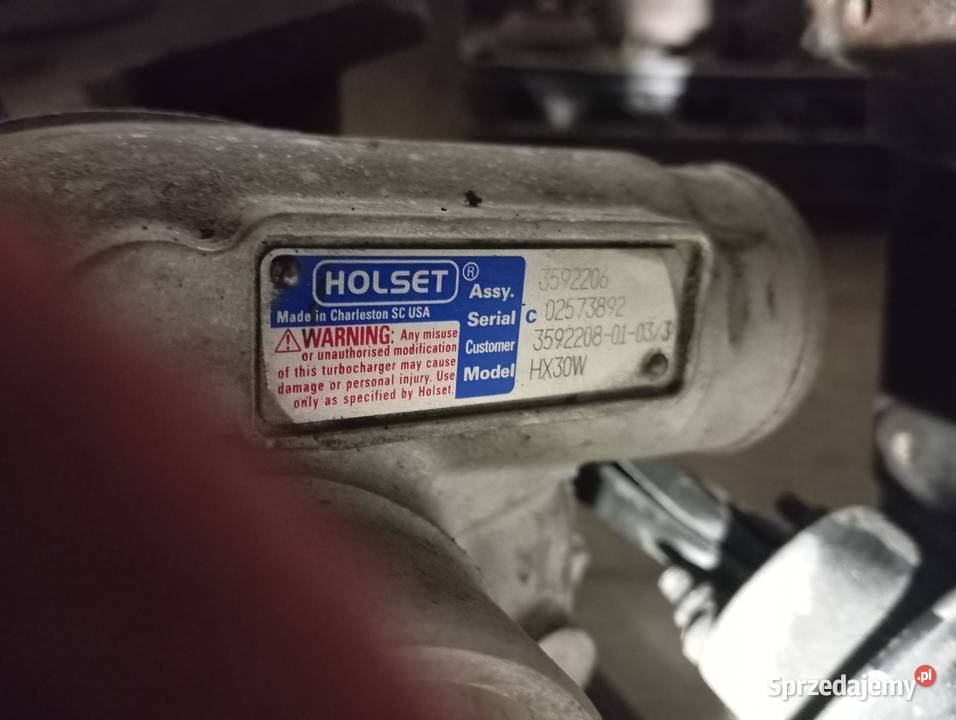 HOLSET ®
Made in Charleston SC USA
⚠ WARNING: Any misuse
or unauthorised modification
of this turbocharger may cause
damage or personal injury. Use
only as specified by Holset.
Assy. 3592206
Serial C 02573892
Customer 3592208-01-03/3
Model HX30W
Sprzedajemy.pl